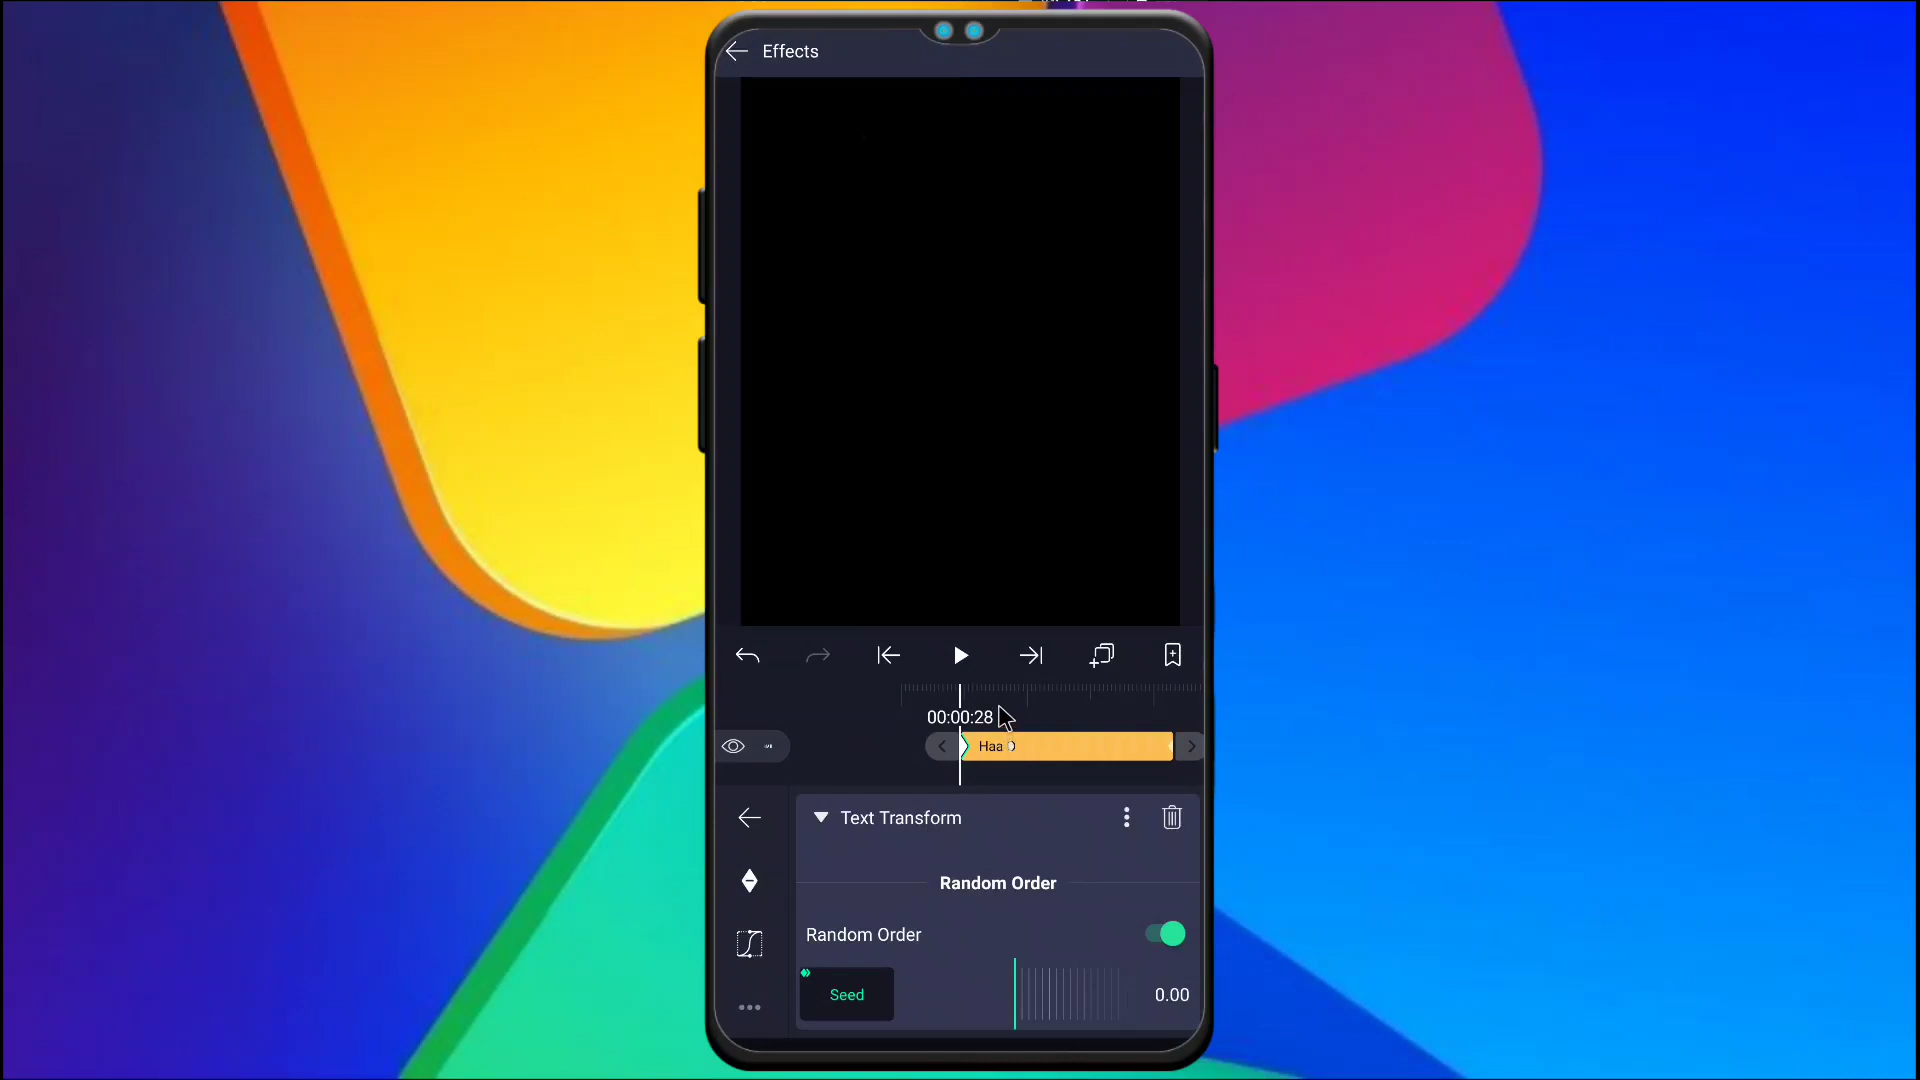 Effects
00:00:28
Haa
Text Transform
Random Order
Random Order
Seed
0.00